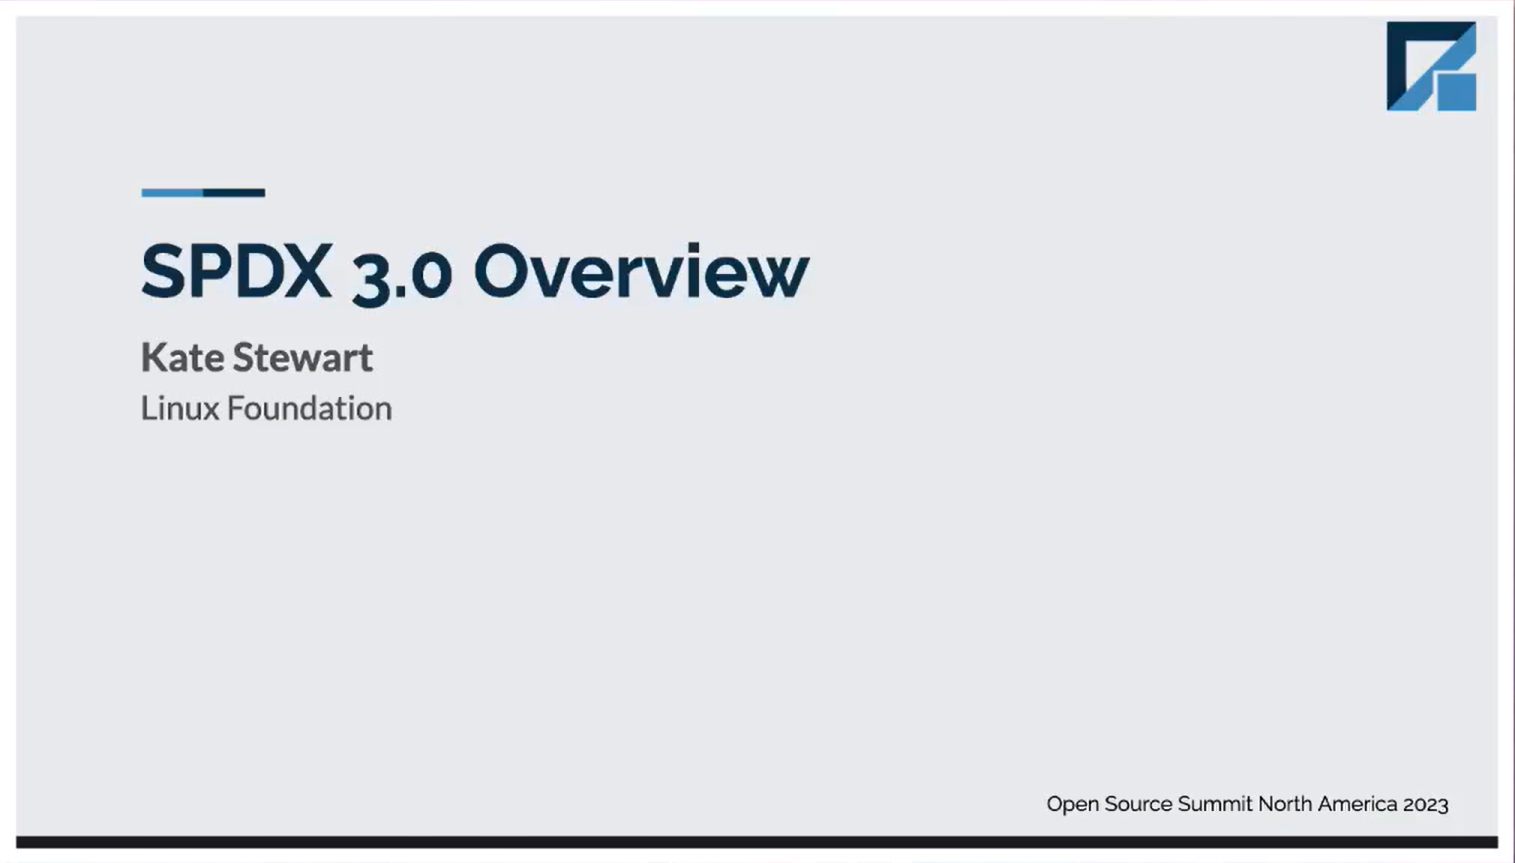 SPDX 3.0 Overview
Kate Stewart
Linux Foundation
Open Source Summit North America 2023